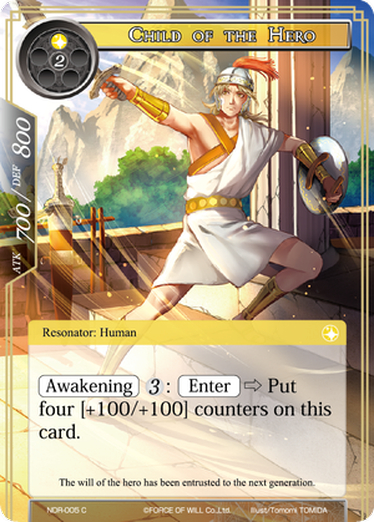 Child of the Hero
2
ATK 700 / DEF 800
Resonator: Human
Awakening 3 : Enter ⇨ Put
four [+100/+100] counters on this
card.
The will of the hero has been entrusted to the next generation.
NDR-005 C ©FORCE OF WILL Co.,Ltd. Illust/Tomomi TOMIDA